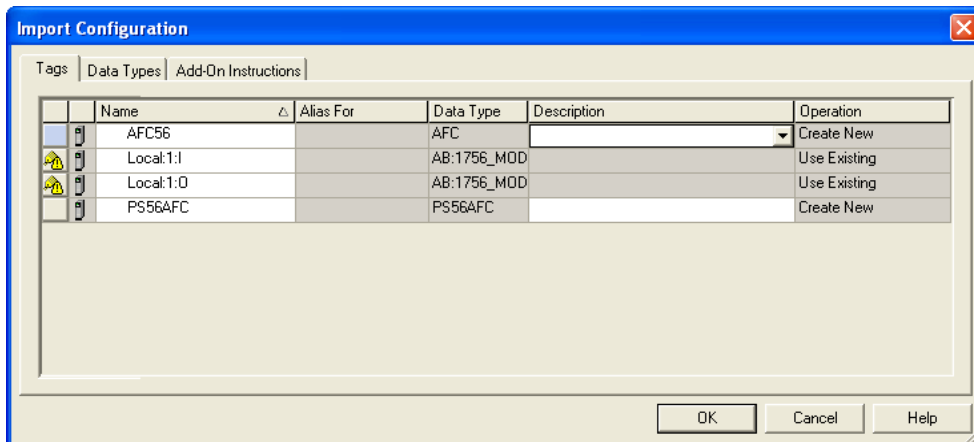 Import Configuration
Tags Data Types Add-On Instructions
Name Alias For Data Type Description Operation
AFC56 AFC Create New
Local:1:I AB:1756_MOD Use Existing
Local:1:O AB:1756_MOD Use Existing
PS56AFC PS56AFC Create New
OK Cancel Help